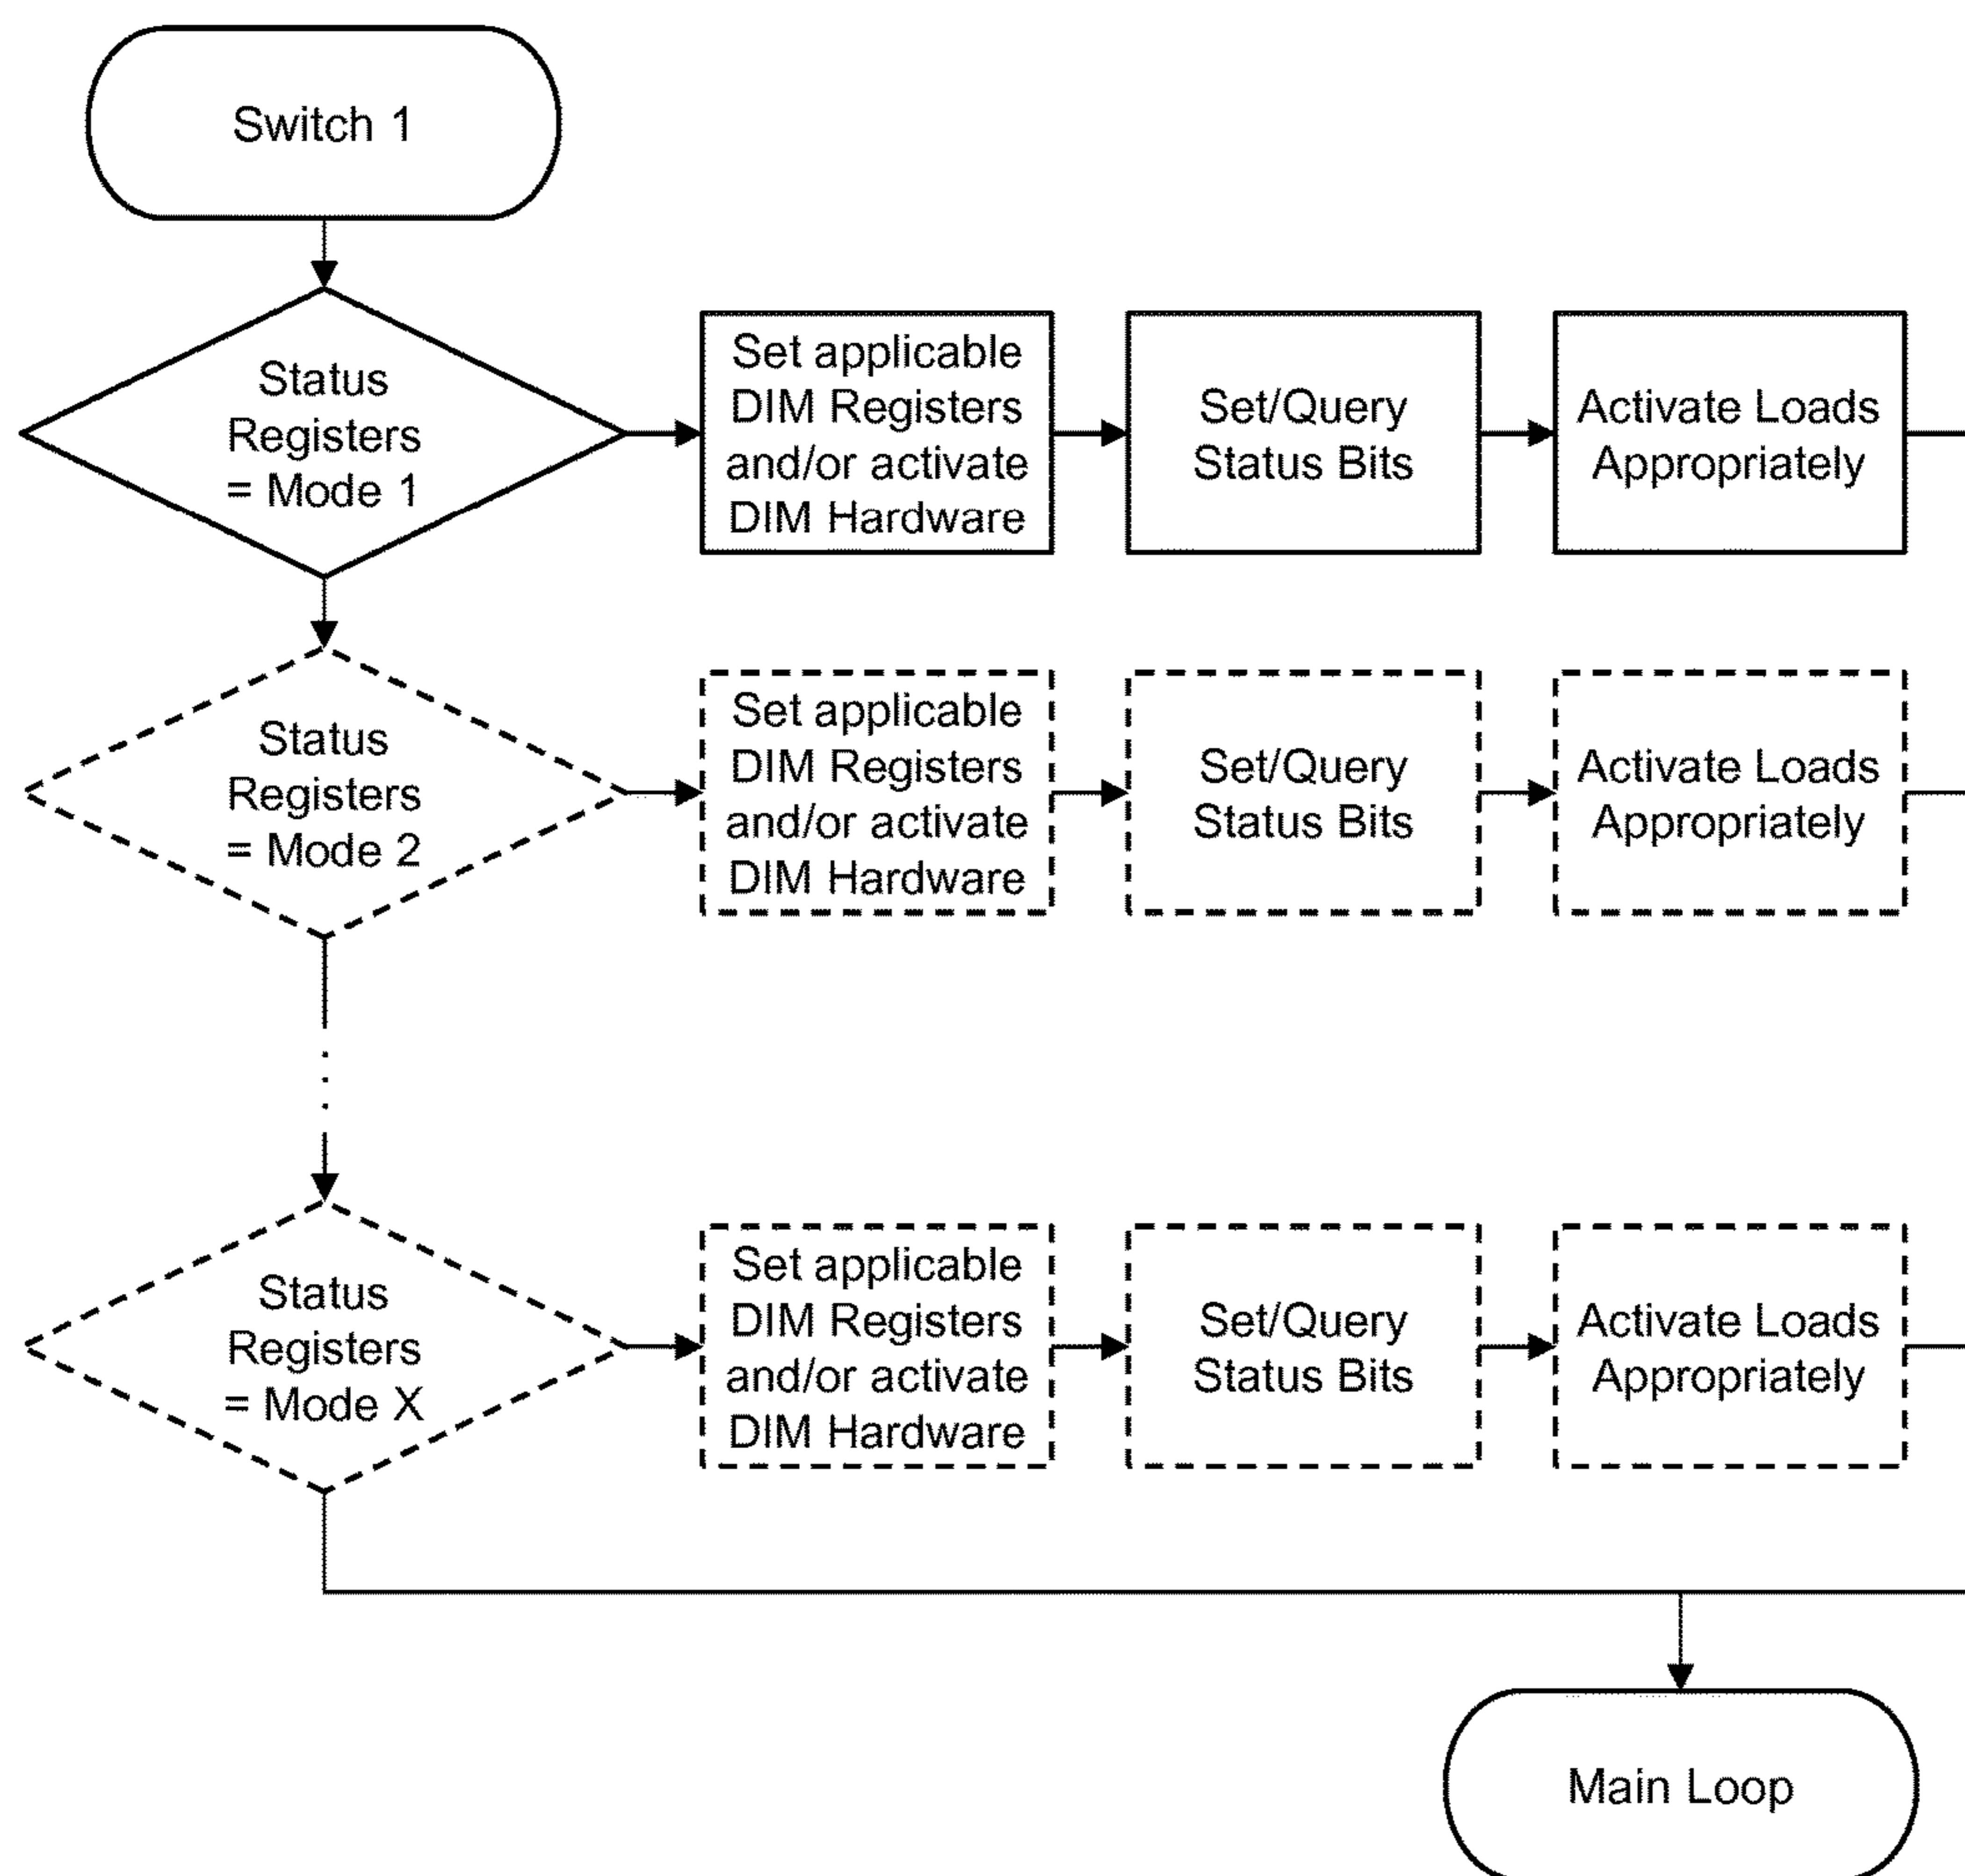 Switch 1
Status
Registers
= Mode 1
Set applicable
DIM Registers
and/or activate
DIM Hardware
Set/Query
Status Bits
Activate Loads
Appropriately
Status
Registers
= Mode 2
Set applicable
DIM Registers
and/or activate
DIM Hardware
Set/Query
Status Bits
Activate Loads
Appropriately
Status
Registers
= Mode X
Set applicable
DIM Registers
and/or activate
DIM Hardware
Set/Query
Status Bits
Activate Loads
Appropriately
Main Loop